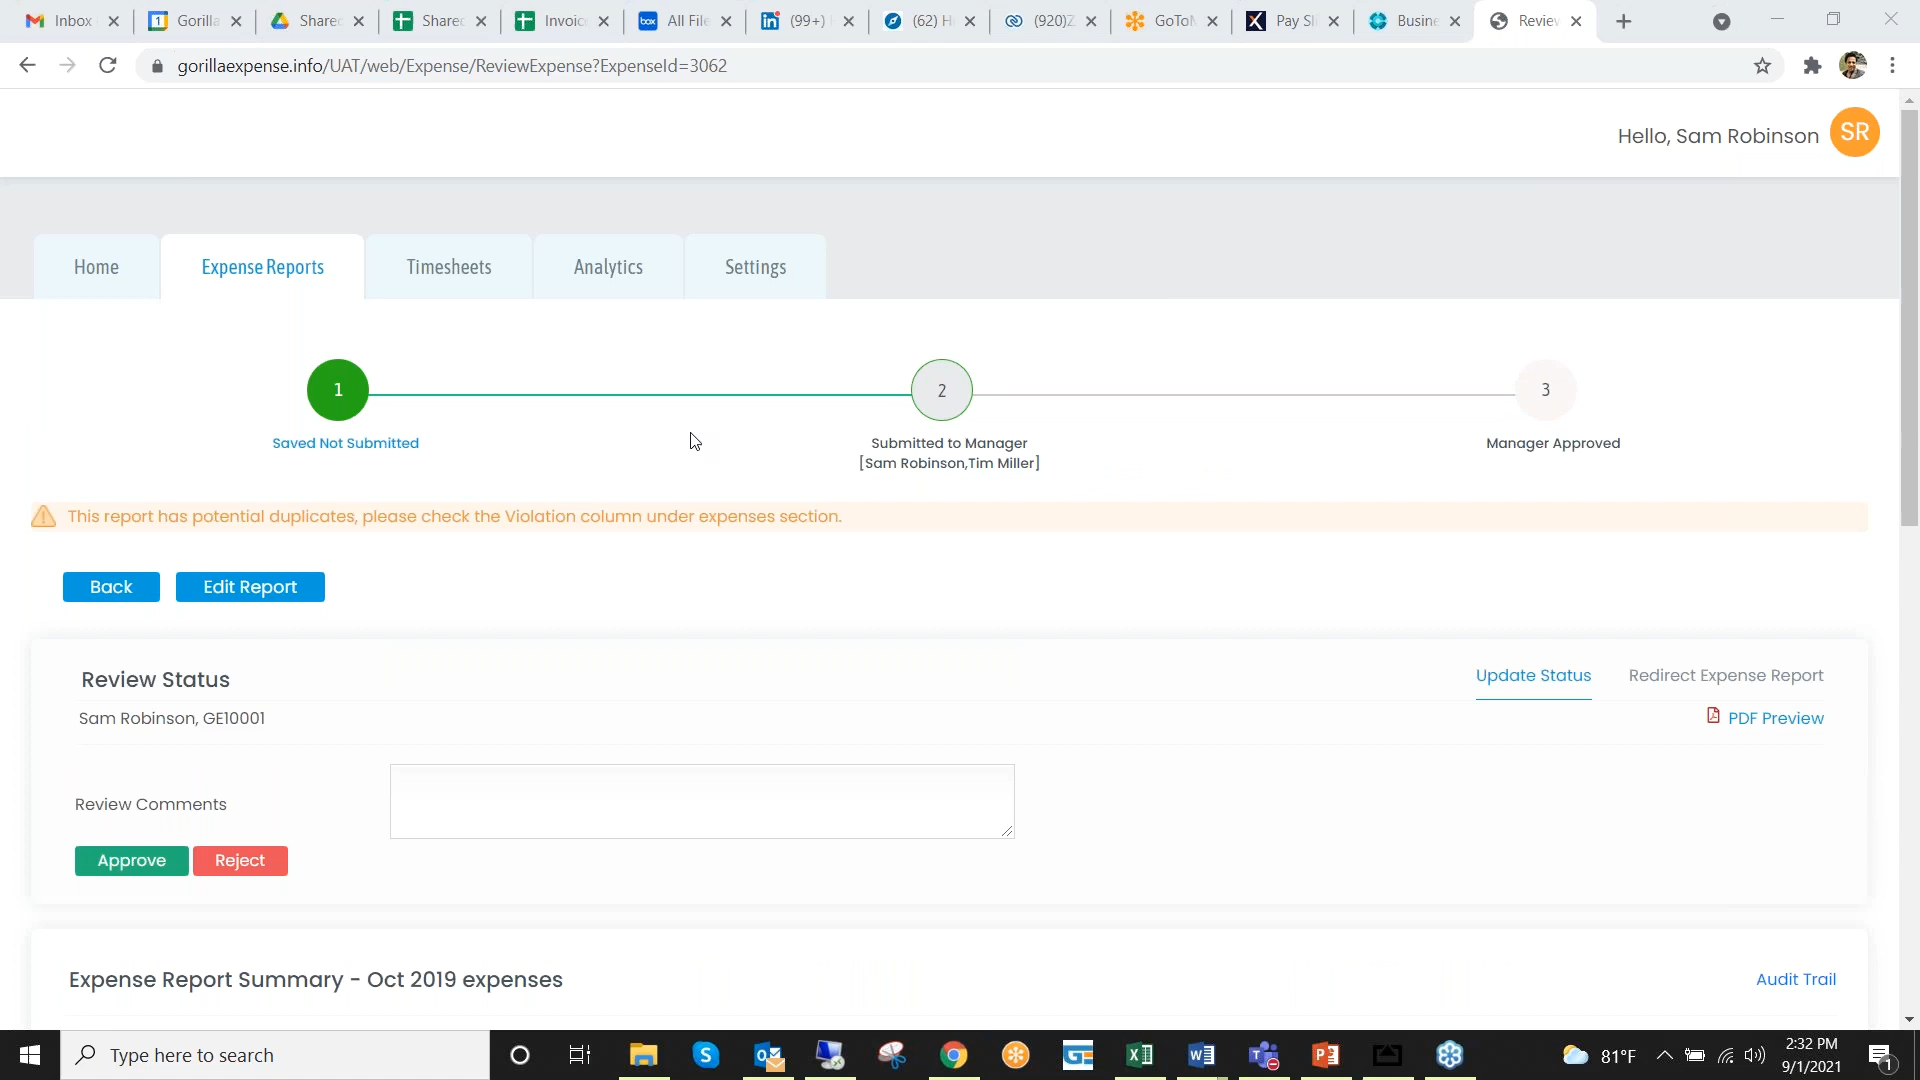 Inbox
Gorilla
Shared
Shared
Invoic
All File
(99+)
(62) H
(920)Z
GoToM
Pay Sli
Busine
Review
gorillaexpense.info/UAT/web/Expense/ReviewExpense?ExpenseId=3062
Hello, Sam Robinson SR
Home
Expense Reports
Timesheets
Analytics
Settings
1
2
3
Saved Not Submitted
Submitted to Manager
[Sam Robinson,Tim Miller]
Manager Approved
This report has potential duplicates, please check the Violation column under expenses section.
Back
Edit Report
Review Status
Update Status
Redirect Expense Report
Sam Robinson, GE10001
PDF Preview
Review Comments
Approve
Reject
Expense Report Summary - Oct 2019 expenses
Audit Trail
Type here to search
81°F
2:32 PM
9/1/2021
1